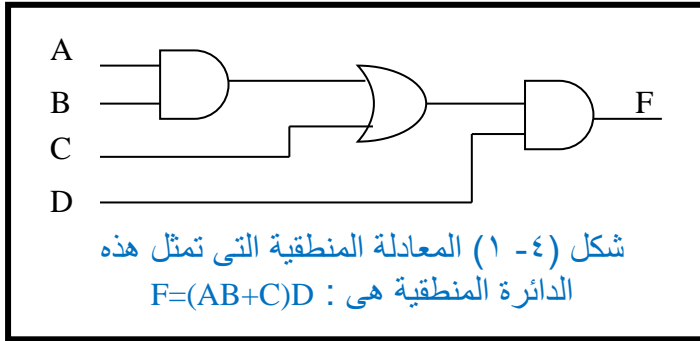 A
B
C
D
F
شكل (٤- ١) المعادلة المنطقية التى تمثل هذه
الدائرة المنطقية هى : F=(AB+C)D